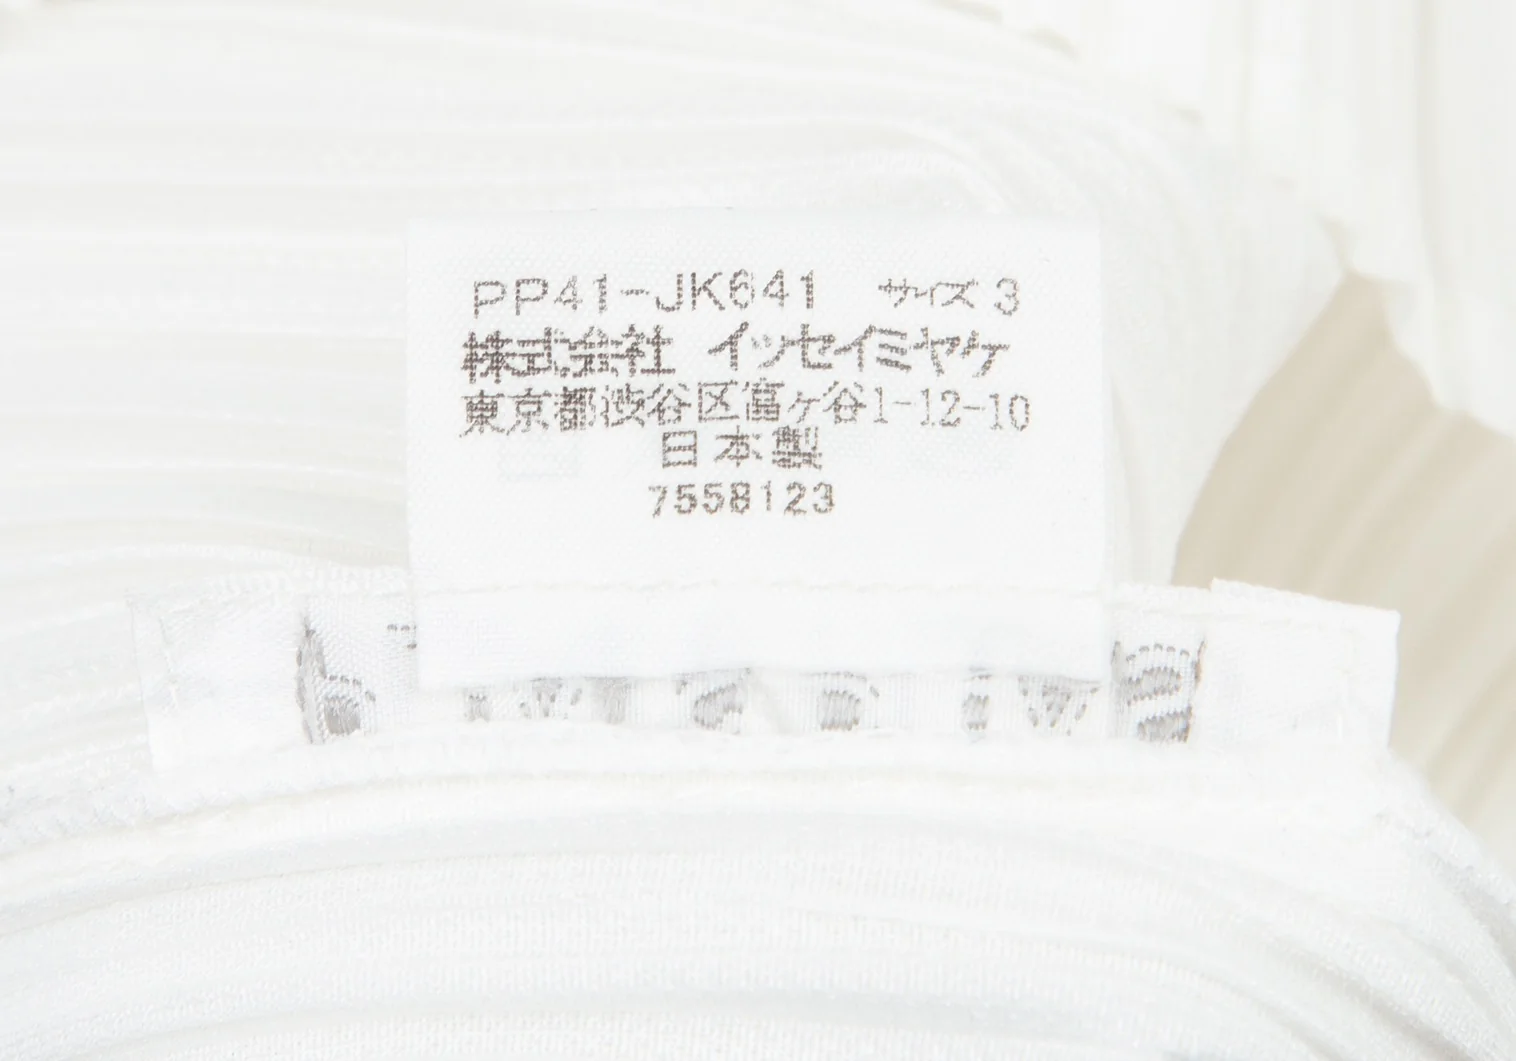 PP41-JK641 サイズ 3
株式会社 イッセイミヤケ
東京都渋谷区富ヶ谷1-12-10
日本製
7558123